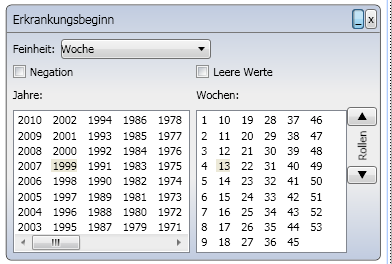 Erkrankungsbeginn _ x
Feinheit: Woche
Negation Leere Werte
Jahre: Wochen:
2010 2002 1994 1986 1978 1 10 19 28 37 46
2009 2001 1993 1985 1977 2 11 20 29 38 47
2008 2000 1992 1984 1976 3 12 21 30 39 48
2007 1999 1991 1983 1975 4 13 22 31 40 49
2006 1998 1990 1982 1974 5 14 23 32 41 50
2005 1997 1989 1981 1973 6 15 24 33 42 51
2004 1996 1988 1980 1972 7 16 25 34 43 52
2003 1995 1987 1979 1971 8 17 26 35 44 53
9 18 27 36 45
Rollen